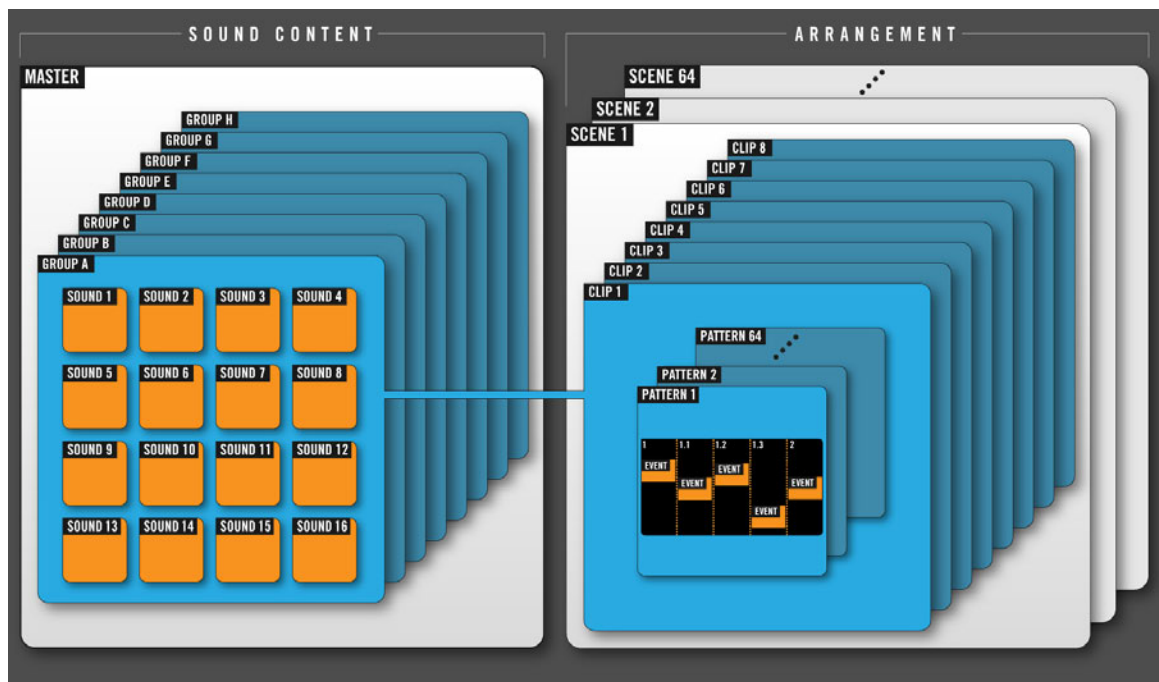 SOUND CONTENT
MASTER
GROUP H
GROUP G
GROUP F
GROUP E
GROUP D
GROUP C
GROUP B
GROUP A
SOUND 1 SOUND 2 SOUND 3 SOUND 4
SOUND 5 SOUND 6 SOUND 7 SOUND 8
SOUND 9 SOUND 10 SOUND 11 SOUND 12
SOUND 13 SOUND 14 SOUND 15 SOUND 16
ARRANGEMENT
SCENE 64
SCENE 2
SCENE 1
CLIP 8
CLIP 7
CLIP 6
CLIP 5
CLIP 4
CLIP 3
CLIP 2
CLIP 1
PATTERN 64
PATTERN 2
PATTERN 1
1 1.1 1.2 1.3 2
EVENT EVENT EVENT EVENT EVENT